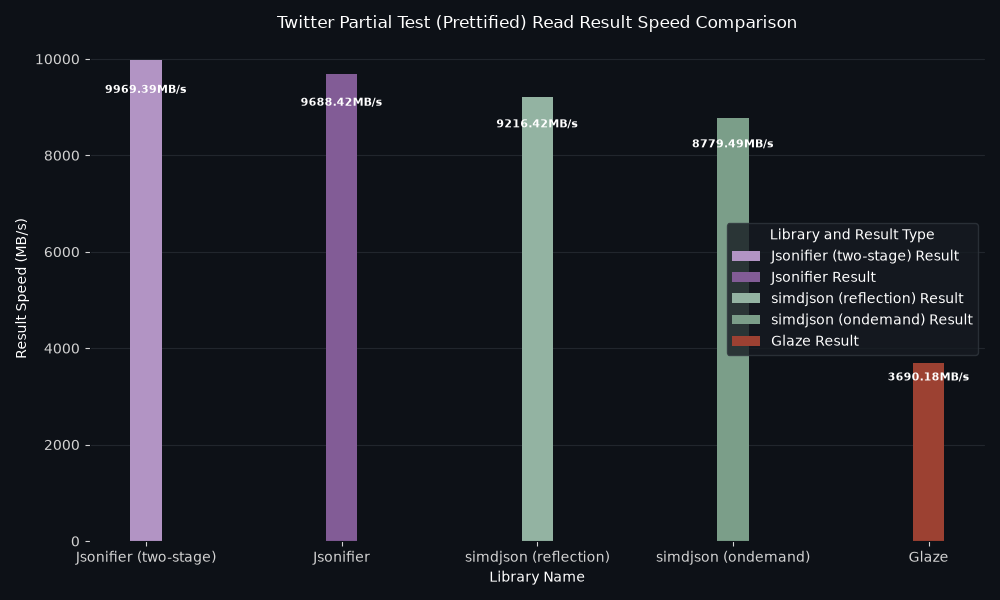 Twitter Partial Test (Prettified) Read Result Speed Comparison
Result Speed (MB/s)
10000
8000
6000
4000
2000
0
9969.39MB/s
9688.42MB/s
9216.42MB/s
8779.49MB/s
3690.18MB/s
Library and Result Type
Jsonifier (two-stage) Result
Jsonifier Result
simdjson (reflection) Result
simdjson (ondemand) Result
Glaze Result
Jsonifier (two-stage)
Jsonifier
simdjson (reflection)
simdjson (ondemand)
Glaze
Library Name